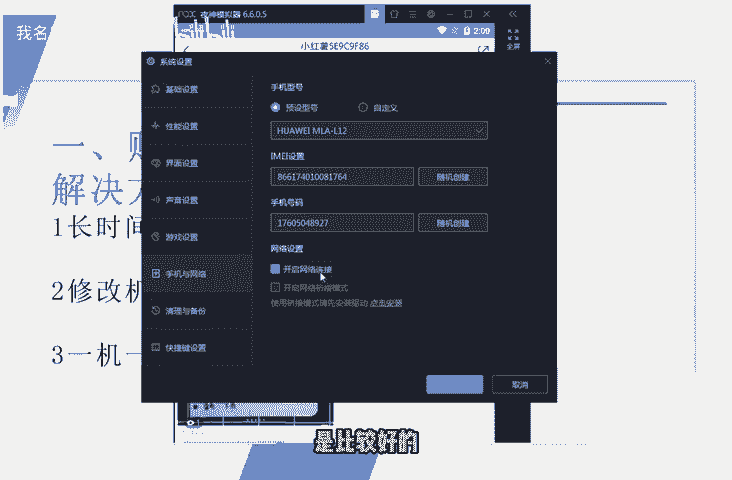 夜神模拟器 6.6.0.5
2:09
我名
小红薯5E9C9F86
全屏
系统设置
基础设置
性能设置
界面设置
声音设置
游戏设置
手机与网络
清理与备份
快捷键设置
手机型号
预设型号
自定义
HUAWEI MLA-L12
IMEI设置
866174010081764
随机创建
手机号码
17605048927
随机创建
网络设置
开启网络连接
开启网络桥接模式
使用桥接模式请先安装驱动 点击安装
取消
一、
解决方
1长时间
2修改机
3一机一
是比较好的